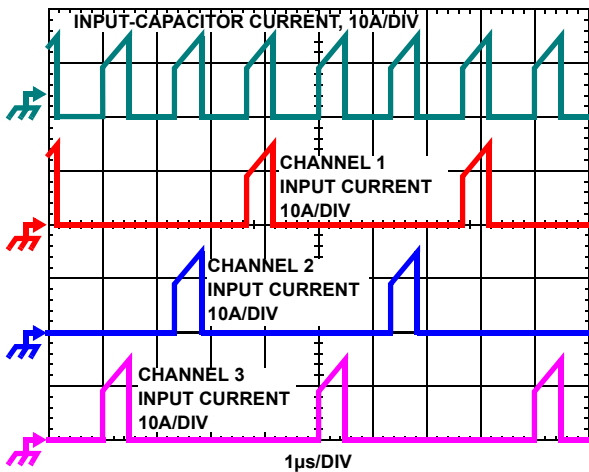 INPUT-CAPACITOR CURRENT, 10A/DIV
CHANNEL 1
INPUT CURRENT
10A/DIV
CHANNEL 2
INPUT CURRENT
10A/DIV
CHANNEL 3
INPUT CURRENT
10A/DIV
1µs/DIV